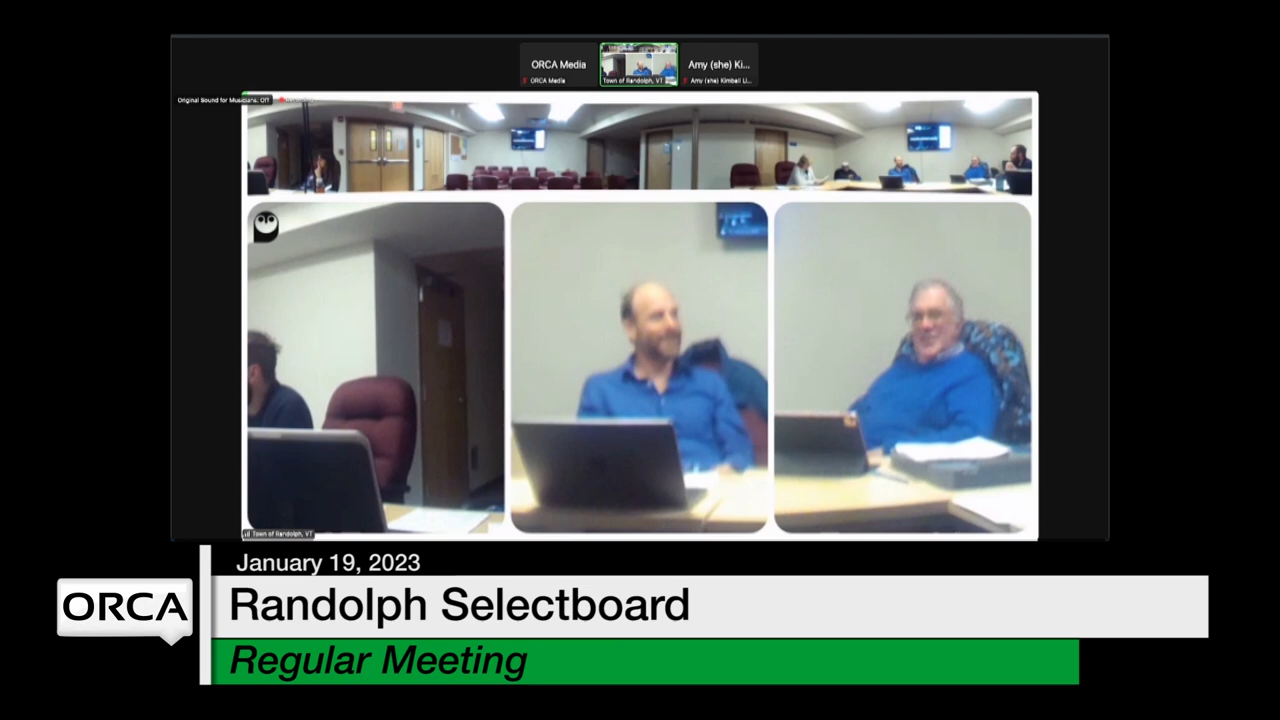 ORCA Media
Amy (she) Ki...
ORCA Media
Town of Randolph, VT
Amy (she) Kimball Li...
Original Sound for Musicians: Off
Town of Randolph, VT
January 19, 2023
ORCA
Randolph Selectboard
Regular Meeting